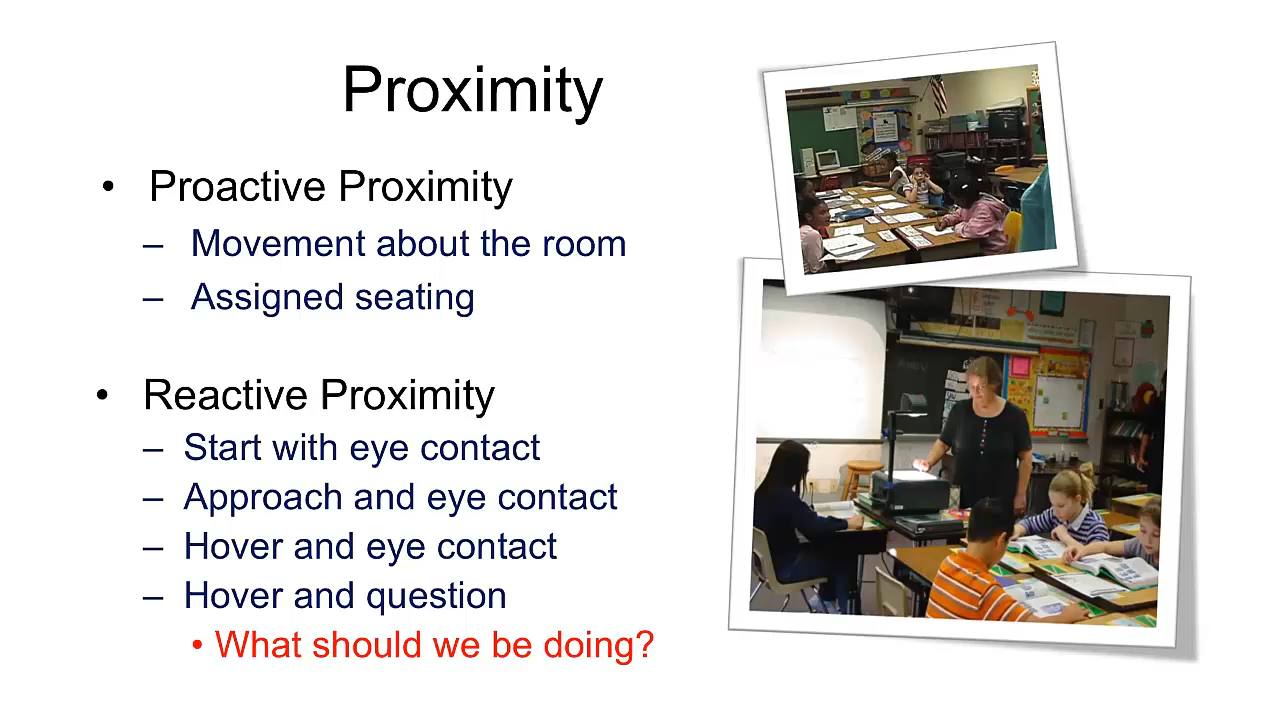 Proximity
• Proactive Proximity
– Movement about the room
– Assigned seating
• Reactive Proximity
– Start with eye contact
– Approach and eye contact
– Hover and eye contact
– Hover and question
• What should we be doing?